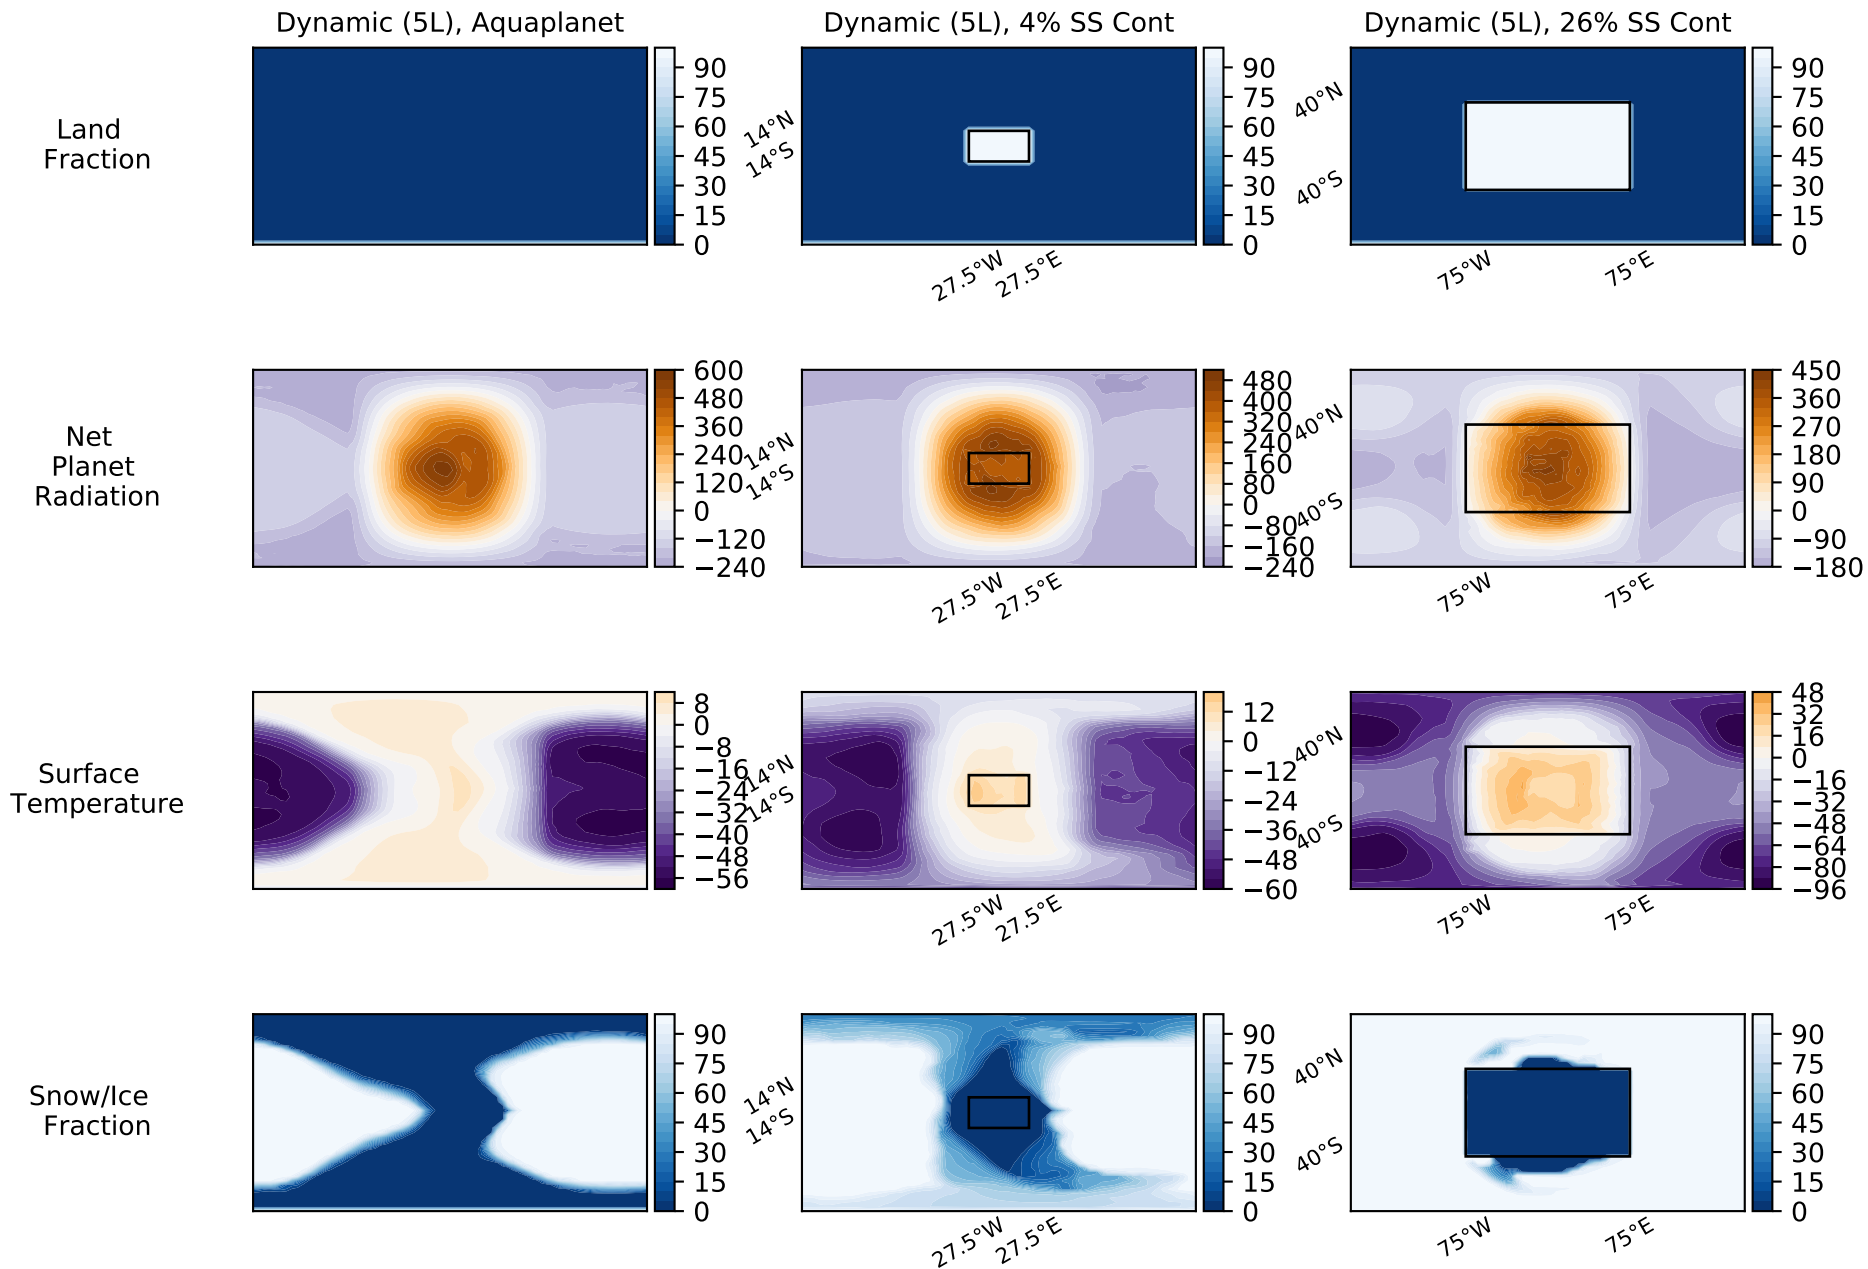 Dynamic (5L), Aquaplanet
Dynamic (5L), 4% SS Cont
Dynamic (5L), 26% SS Cont
Land
Fraction
90
75
60
45
30
15
0
14°N
14°S
27.5°W
27.5°E
90
75
60
45
30
15
0
40°N
40°S
75°W
75°E
90
75
60
45
30
15
0
Net
Planet
Radiation
600
480
360
240
120
0
−120
−240
14°N
14°S
27.5°W
27.5°E
480
400
320
240
160
80
0
−80
−160
−240
40°N
40°S
75°W
75°E
450
360
270
180
90
0
−90
−180
Surface
Temperature
8
0
−8
−16
−24
−32
−40
−48
−56
14°N
14°S
27.5°W
27.5°E
12
0
−12
−24
−36
−48
−60
40°N
40°S
75°W
75°E
48
32
16
0
−16
−32
−48
−64
−80
−96
Snow/Ice
Fraction
90
75
60
45
30
15
0
14°N
14°S
27.5°W
27.5°E
90
75
60
45
30
15
0
40°N
40°S
75°W
75°E
90
75
60
45
30
15
0